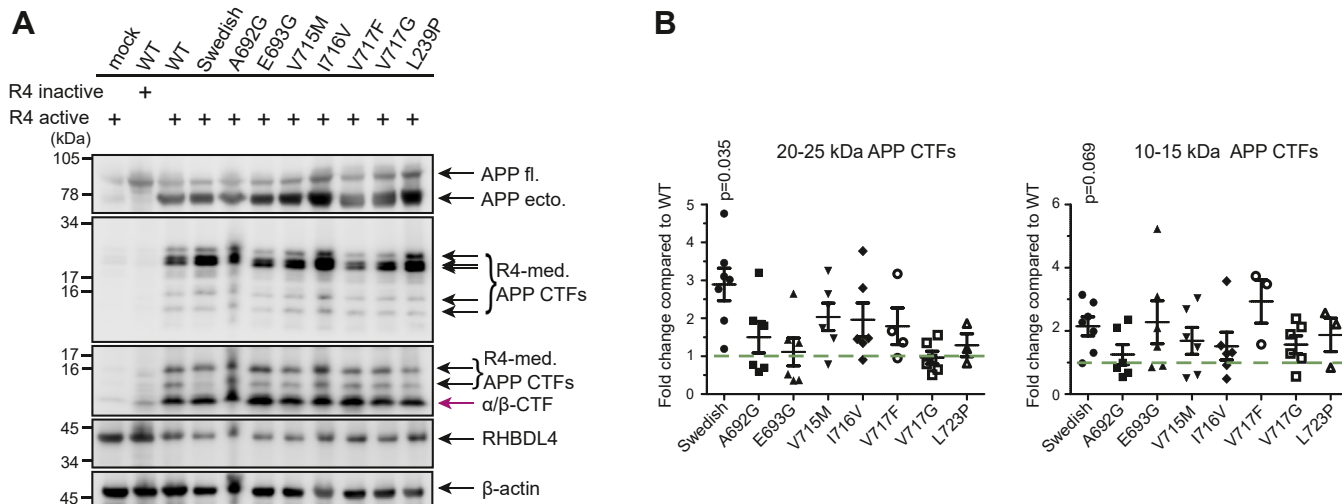 A
mock
WT
WT
Swedish
A692G
E693G
V715M
I716V
V717F
V717G
L239P
R4 inactive +
R4 active + + + + + + + + + +
(kDa)
105
78
APP fl.
APP ecto.
34
17
16
R4-med.
APP CTFs
17
16
R4-med.
APP CTFs
α/β-CTF
45
34
RHBDL4
45
β-actin
B
p=0.035
20-25 kDa APP CTFs
Fold change compared to WT
5
4
3
2
1
0
Swedish
A692G
E693G
V715M
I716V
V717F
V717G
L723P
p=0.069
10-15 kDa APP CTFs
Fold change compared to WT
6
4
2
0
Swedish
A692G
E693G
V715M
I716V
V717F
V717G
L723P